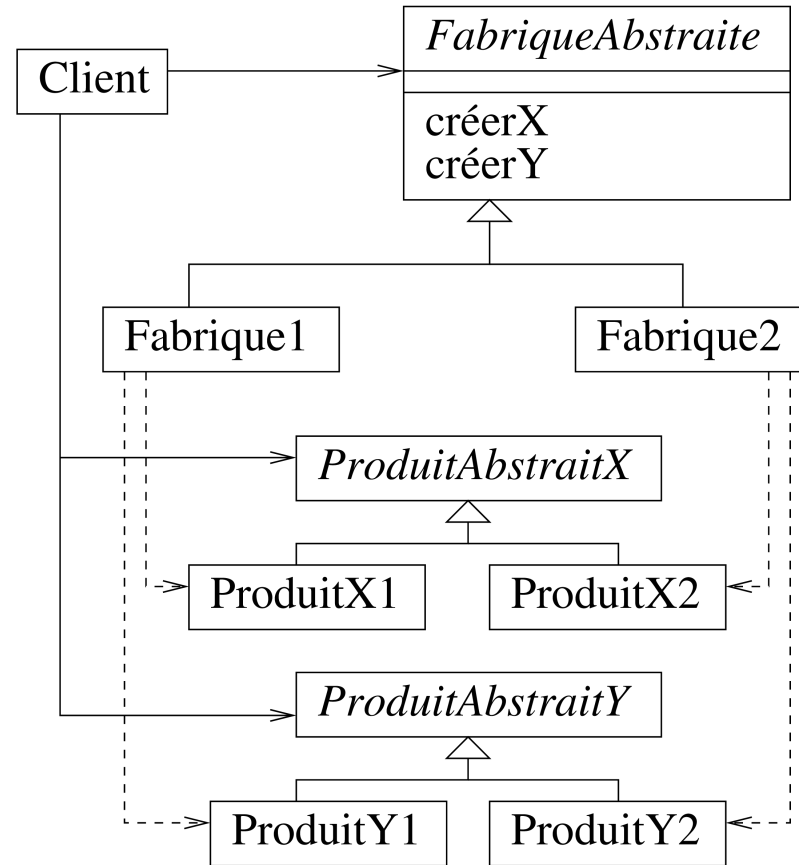 FabriqueAbstraite
Client
créerX
créerY
Fabrique1
Fabrique2
ProduitAbstraitX
ProduitX1
ProduitX2
ProduitAbstraitY
ProduitY1
ProduitY2